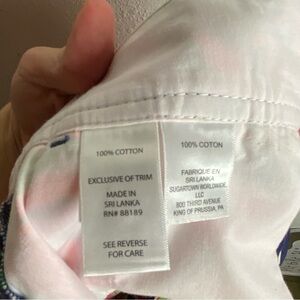 100% COTTON
EXCLUSIVE OF TRIM
MADE IN
SRI LANKA
RN# 88189
SEE REVERSE
FOR CARE
100% COTTON
FABRIQUE EN
SRI LANKA
SUGARTOWN WORLDWIDE,
LLC
800 THIRD AVENUE
KING OF PRUSSIA, PA